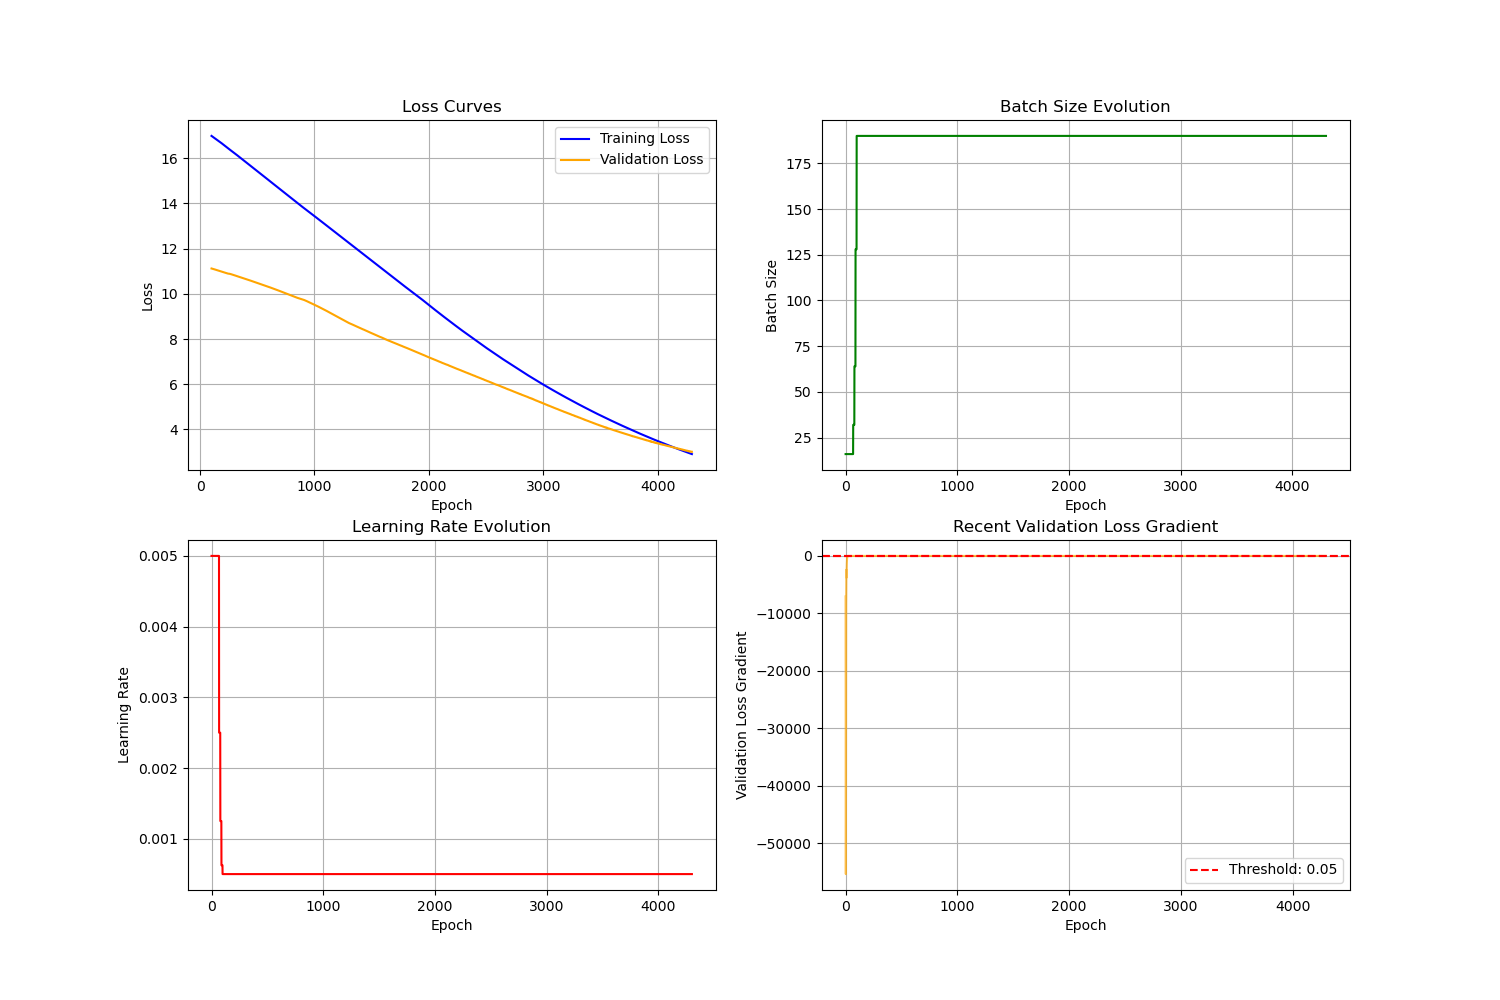 Loss Curves
16
14
12
10
8
6
4
Loss
Training Loss
Validation Loss
0 1000 2000 3000 4000
Epoch
Batch Size Evolution
175
150
125
100
75
50
25
Batch Size
0 1000 2000 3000 4000
Epoch
Learning Rate Evolution
0.005
0.004
0.003
0.002
0.001
Learning Rate
0 1000 2000 3000 4000
Epoch
Recent Validation Loss Gradient
0
−10000
−20000
−30000
−40000
−50000
Validation Loss Gradient
Threshold: 0.05
0 1000 2000 3000 4000
Epoch